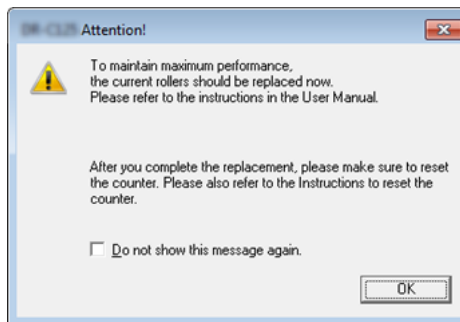 Attention!
To maintain maximum performance,
the current rollers should be replaced now.
Please refer to the instructions in the User Manual.
After you complete the replacement, please make sure to reset
the counter. Please also refer to the Instructions to reset the
counter.
Do not show this message again.
OK